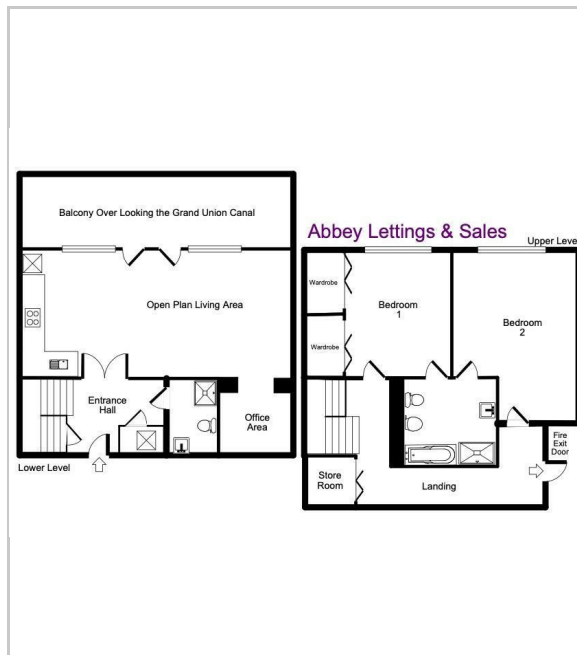 Balcony Over Looking the Grand Union Canal
Abbey Lettings & Sales
Upper Level
Open Plan Living Area
Wardrobe
Bedroom
1
Bedroom
2
Wardrobe
Entrance
Hall
Office
Area
Fire
Exit
Door
Lower Level
Store
Room
Landing